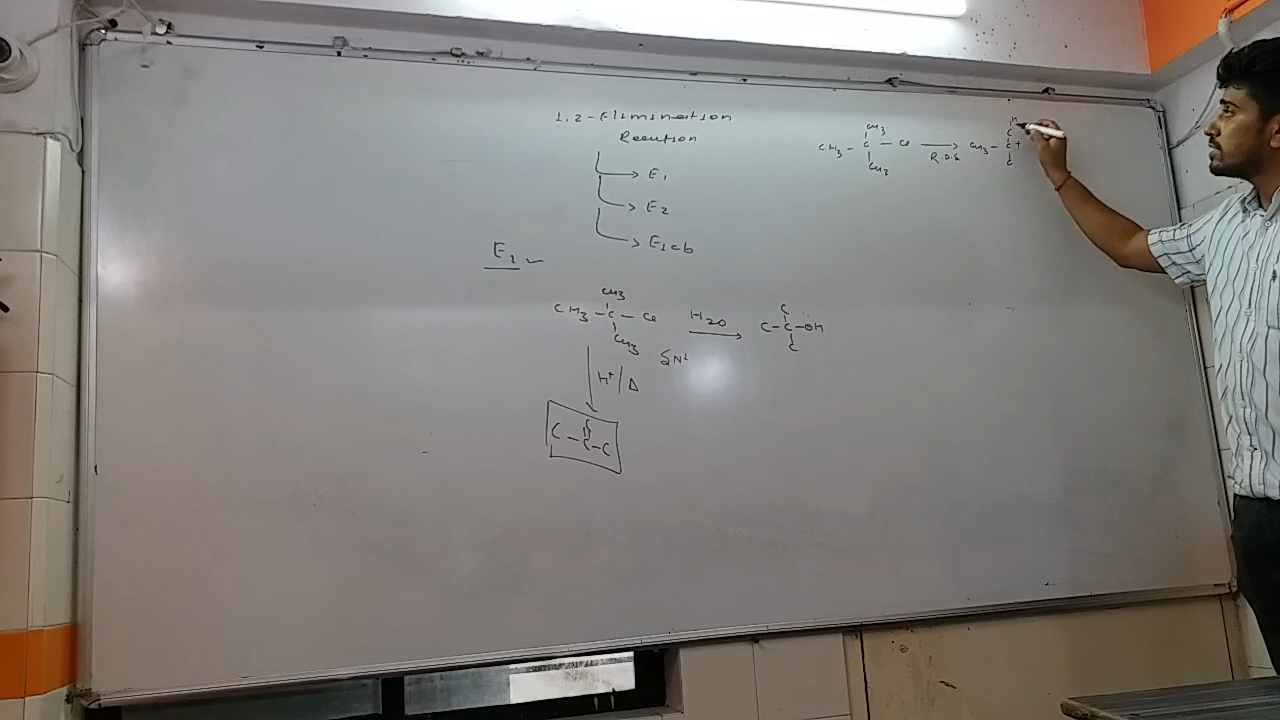 1,2-Elimination
Reaction
→ E1
→ E2
→ E1cb
E1 ✓
CH3
CH3 - C - Cl
CH3
H2O →
C
C-C-OH
C
SN1
H+/Δ
C
C - C - C
CH3
CH3 - C - Cl
CH3
R.D.S
H
C
CH3 - C+
C